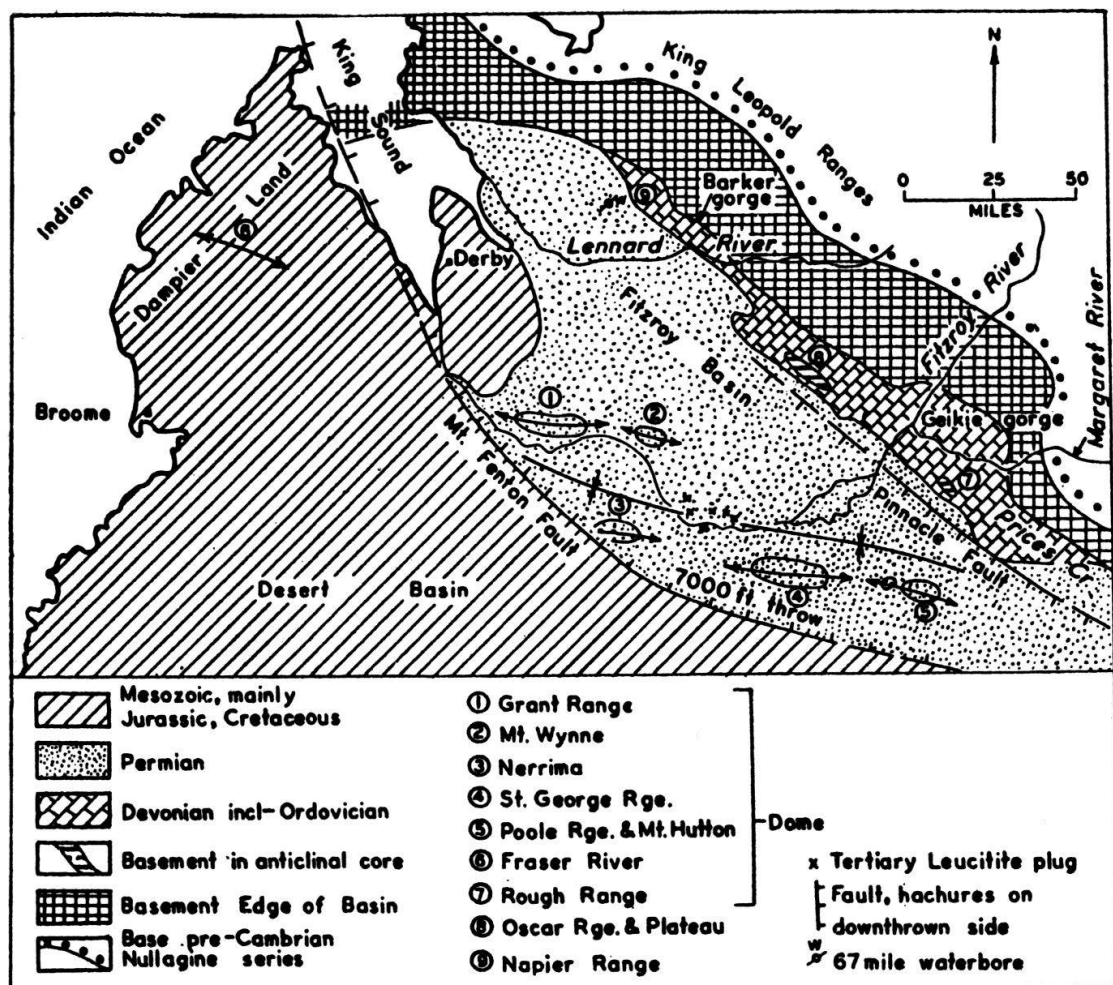 King Sound
King Leopold Ranges
N
0 25 50
MILES
Indian Ocean
Dampier Land
Barker gorge
Lennard River
Derby
Fitzroy Basin
Fitzroy River
Margaret River
Broome
Geikie gorge
Mt. Fenton Fault
Pinnacle Fault
Prices Cr
7000 ft throw
Desert Basin
Mesozoic, mainly
Jurassic, Cretaceous
Permian
Devonian incl-Ordovician
Basement in anticlinal core
Basement Edge of Basin
Base pre-Cambrian
Nullagine series
① Grant Range
② Mt. Wynne
③ Nerrima
④ St. George Rge.
⑤ Poole Rge. & Mt. Hutton
⑥ Fraser River
⑦ Rough Range
Dome
⑧ Oscar Rge. & Plateau
⑨ Napier Range
x Tertiary Leucitite plug
Fault, hachures on
downthrown side
W
67 mile waterbore